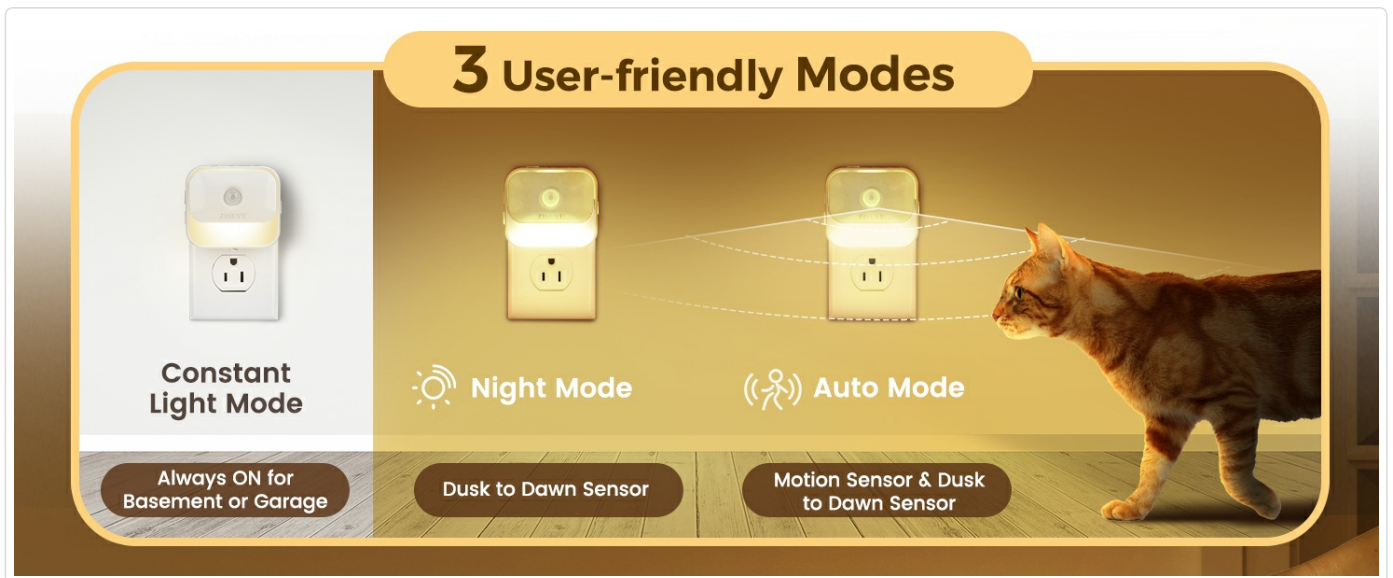 3 User-friendly Modes
Constant
Light Mode
Always ON for
Basement or Garage
Night Mode
Dusk to Dawn Sensor
Auto Mode
Motion Sensor & Dusk
to Dawn Sensor